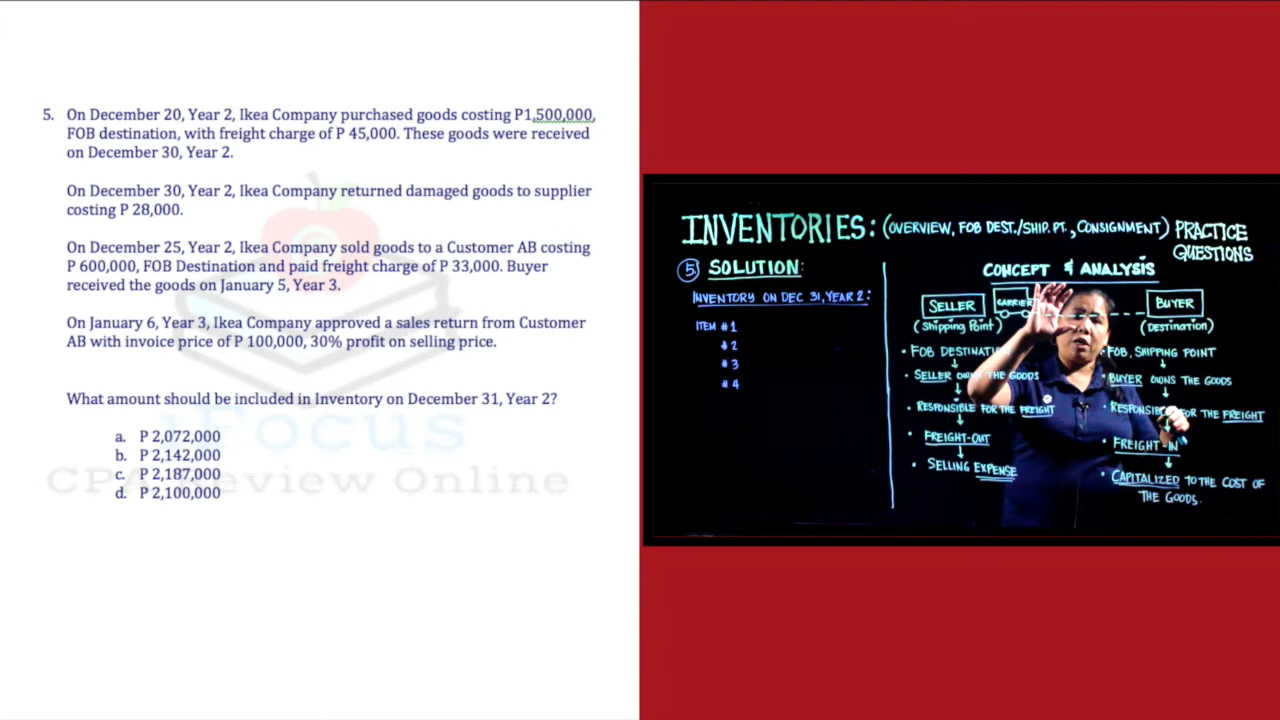 5. On December 20, Year 2, Ikea Company purchased goods costing P1,500,000,
FOB destination, with freight charge of P 45,000. These goods were received
on December 30, Year 2.
On December 30, Year 2, Ikea Company returned damaged goods to supplier
costing P 28,000.
On December 25, Year 2, Ikea Company sold goods to a Customer AB costing
P 600,000, FOB Destination and paid freight charge of P 33,000. Buyer
received the goods on January 5, Year 3.
On January 6, Year 3, Ikea Company approved a sales return from Customer
AB with invoice price of P 100,000, 30% profit on selling price.
What amount should be included in Inventory on December 31, Year 2?
a. P 2,072,000
b. P 2,142,000
c. P 2,187,000
d. P 2,100,000
iFocus
CPA Review Online
INVENTORIES: (OVERVIEW, FOB DEST./SHIP. PT., CONSIGNMENT) PRACTICE
QUESTIONS
5 SOLUTION:
INVENTORY ON DEC 31, YEAR 2:
ITEM #1
#2
#3
#4
CONCEPT & ANALYSIS
SELLER
(Shipping Point)
CARRIER
BUYER
(DESTINATION)
• FOB
• SELLER THE GOODS
• RESPONSIBLE FOR THE FREIGHT
• FREIGHT-OUT
• SELLING EXPENSE
• FOB, SHIPPING POINT
BUYER OWNS THE GOODS
• FOR THE FREIGHT
• FREIGHT-IN
• CAPITALIZED TO THE COST OF
THE GOODS.